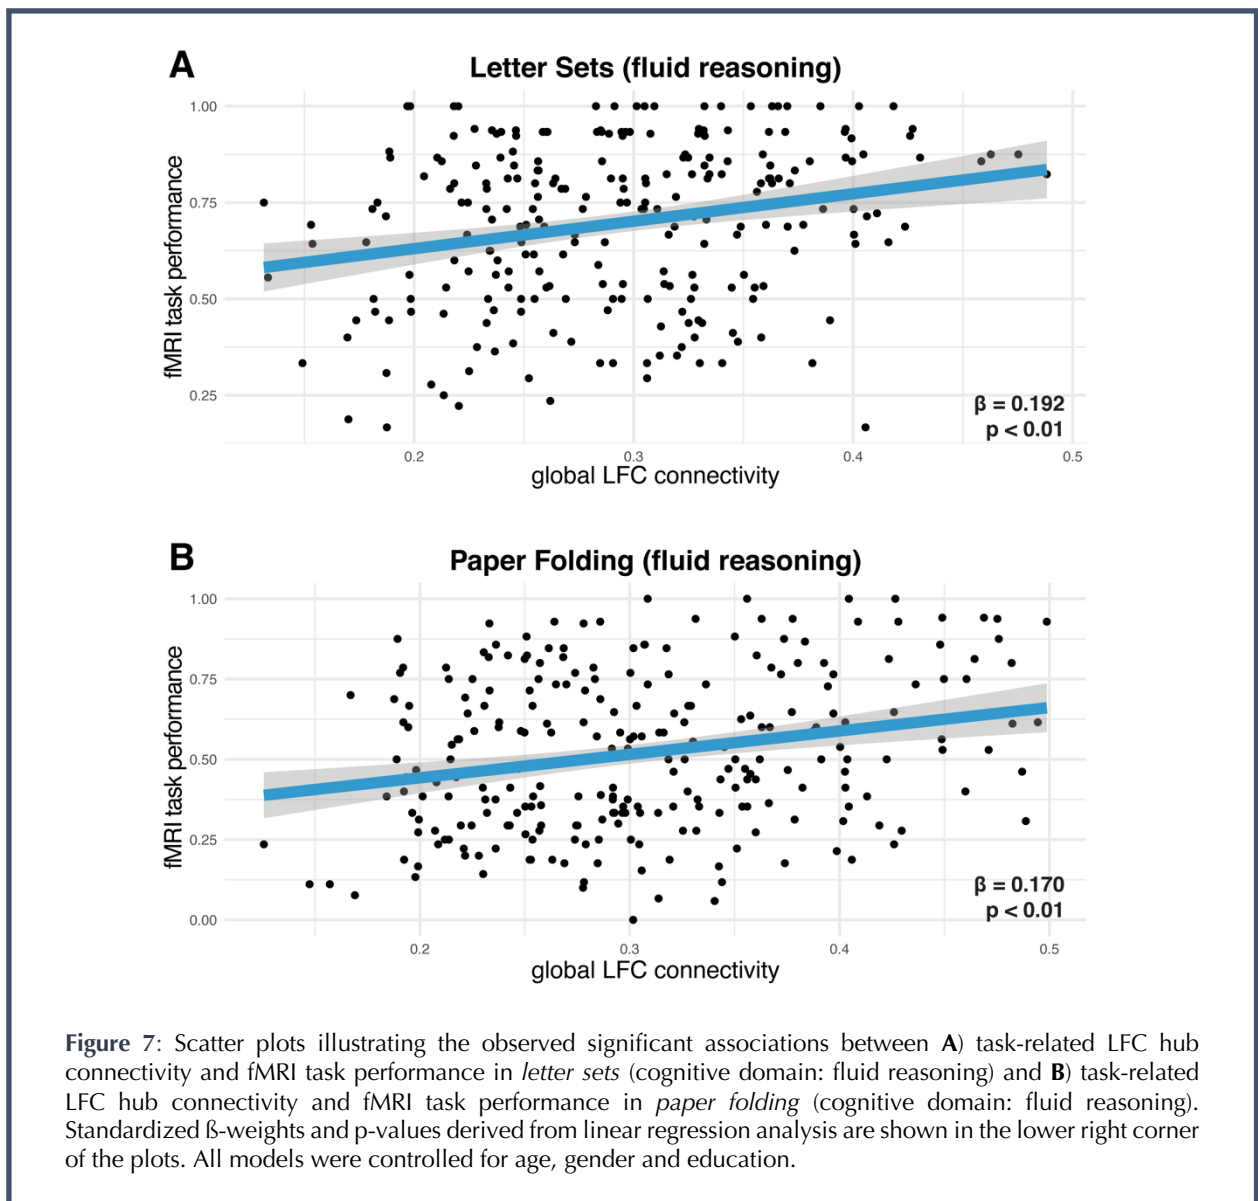 A
Letter Sets (fluid reasoning)
1.00
0.75
0.50
0.25
fMRI task performance
β = 0.192
p < 0.01
0.2 0.3 0.4 0.5
global LFC connectivity
B
Paper Folding (fluid reasoning)
1.00
0.75
0.50
0.25
0.00
fMRI task performance
β = 0.170
p < 0.01
0.2 0.3 0.4 0.5
global LFC connectivity
Figure 7: Scatter plots illustrating the observed significant associations between A) task-related LFC hub
connectivity and fMRI task performance in letter sets (cognitive domain: fluid reasoning) and B) task-related
LFC hub connectivity and fMRI task performance in paper folding (cognitive domain: fluid reasoning).
Standardized ß-weights and p-values derived from linear regression analysis are shown in the lower right corner
of the plots. All models were controlled for age, gender and education.